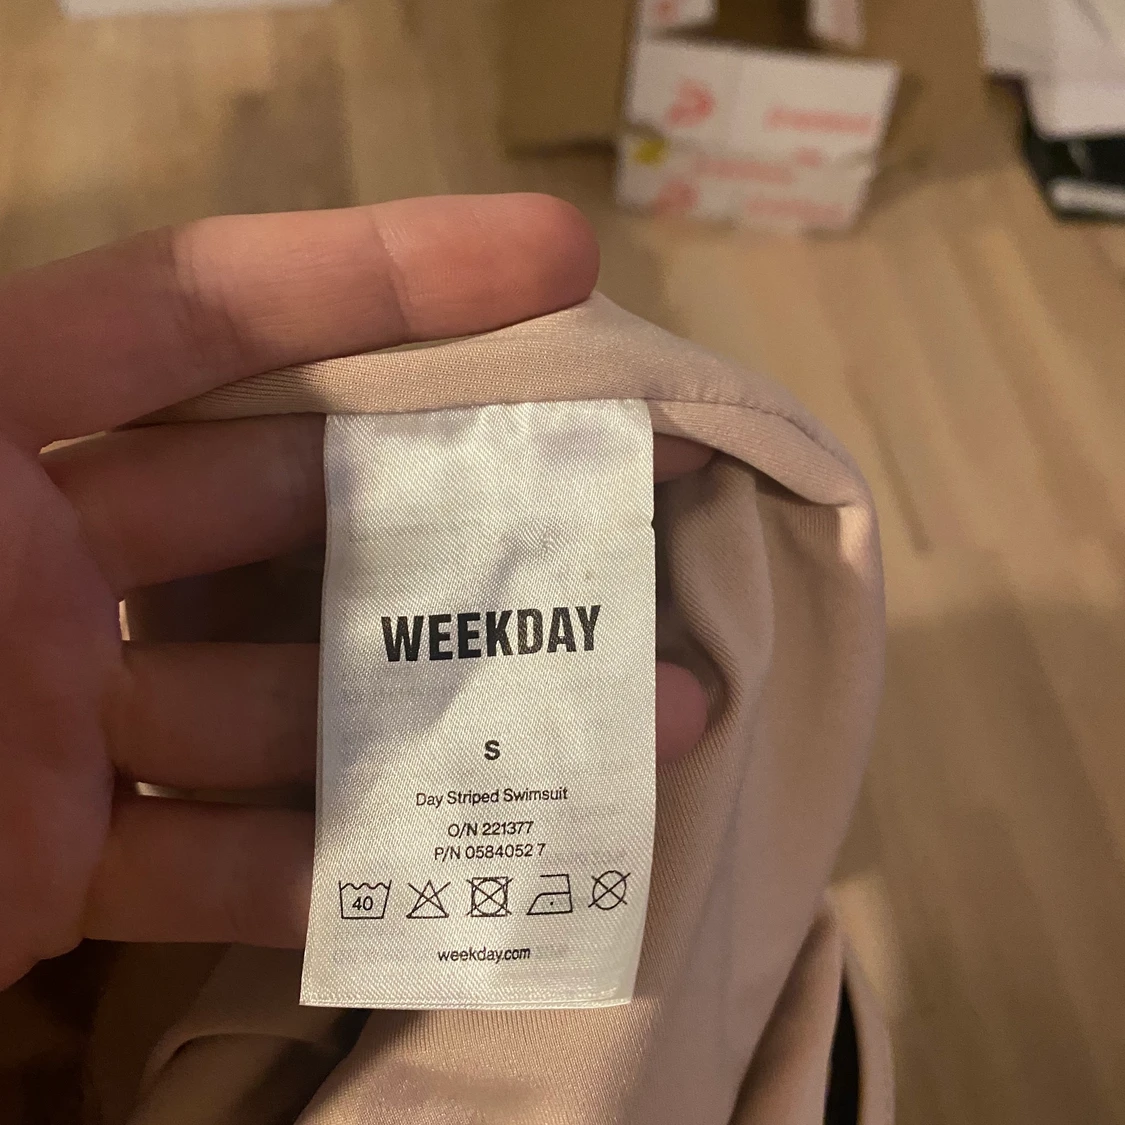 WEEKDAY
S
Day Striped Swimsuit
O/N 221377
P/N 0584052 7
40
weekday.com